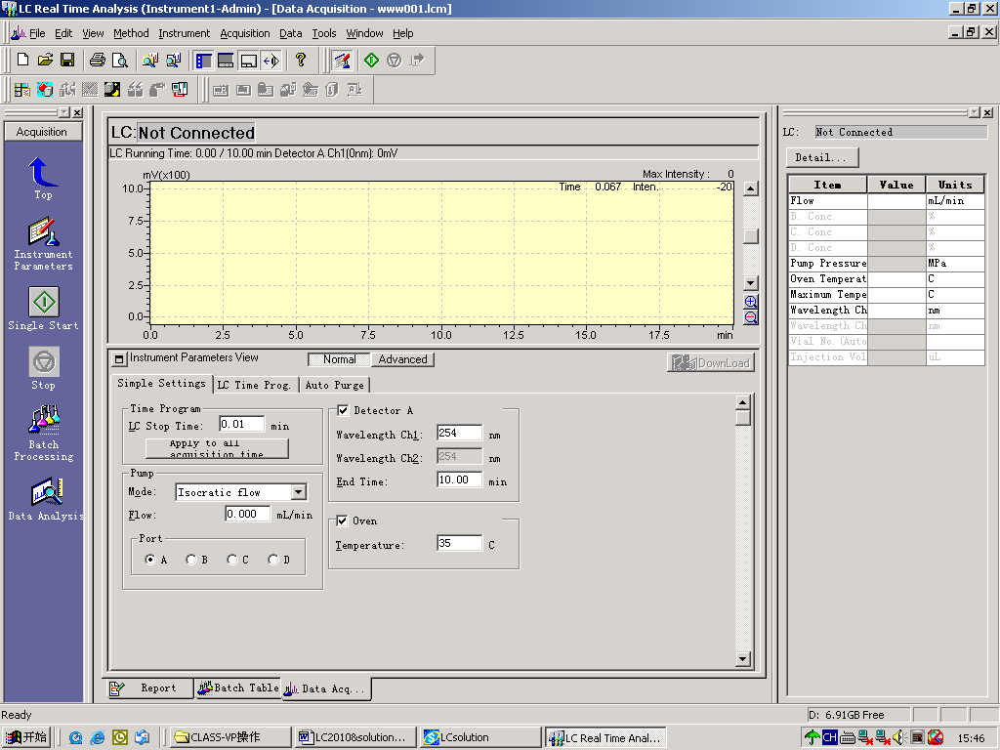 LC Real Time Analysis (Instrument1-Admin) - [Data Acquisition - www001.lcm]
File Edit View Method Instrument Acquisition Data Tools Window Help
Acquisition
Top
Instrument
Parameters
Single Start
Stop
Batch
Processing
Data Analysis
LC: Not Connected
LC Running Time: 0.00 / 10.00 min Detector A Ch1(0nm): 0mV
mV(x100)
Max Intensity : 0
Time 0.067 Inten. -20
10.0
7.5
5.0
2.5
0.0
0.0 2.5 5.0 7.5 10.0 12.5 15.0 17.5 min
Instrument Parameters View Normal Advanced DownLoad
Simple Settings LC Time Prog. Auto Purge
Time Program
LC Stop Time: 0.01 min
Apply to all
acquisition time
Pump
Mode: Isocratic flow
Flow: 0.000 mL/min
Port
A B C D
Detector A
Wavelength Ch1: 254 nm
Wavelength Ch2: 254 nm
End Time: 10.00 min
Oven
Temperature: 35 C
Report Batch Table Data Acq...
LC: Not Connected
Detail...
Item Value Units
Flow mL/min
B. Conc. %
C. Conc %
D. Conc %
Pump Pressure MPa
Oven Temperat C
Maximum Tempe C
Wavelength Ch nm
Wavelength Ch nm
Vial No. (Auto
Injection Vol uL
Ready
D: 6.91GB Free
开始 CLASS-VP操作 LC2010&solution... LCsolution LC Real Time Anal... CH 15:46